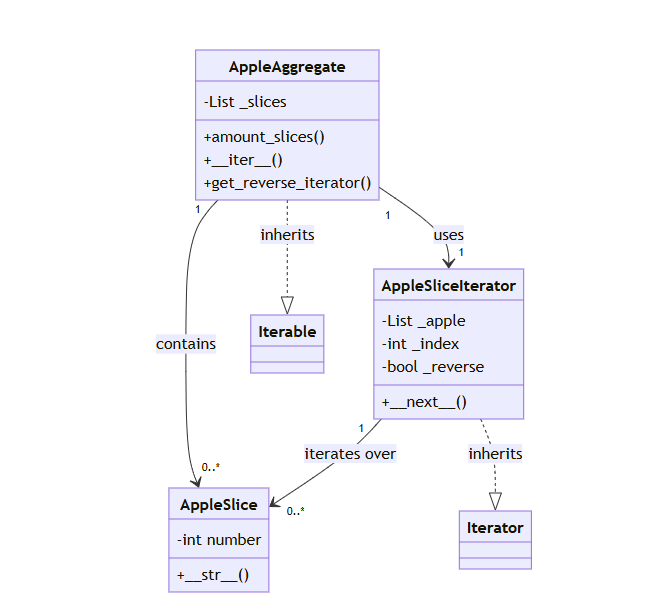 AppleAggregate
-List _slices
+amount_slices()
+__iter__()
+get_reverse_iterator()
1
1
inherits
uses
1
AppleSliceIterator
-List _apple
-int _index
-bool _reverse
+__next__()
Iterable
contains
1
iterates over
inherits
0..*
0..*
AppleSlice
-int number
+__str__()
Iterator